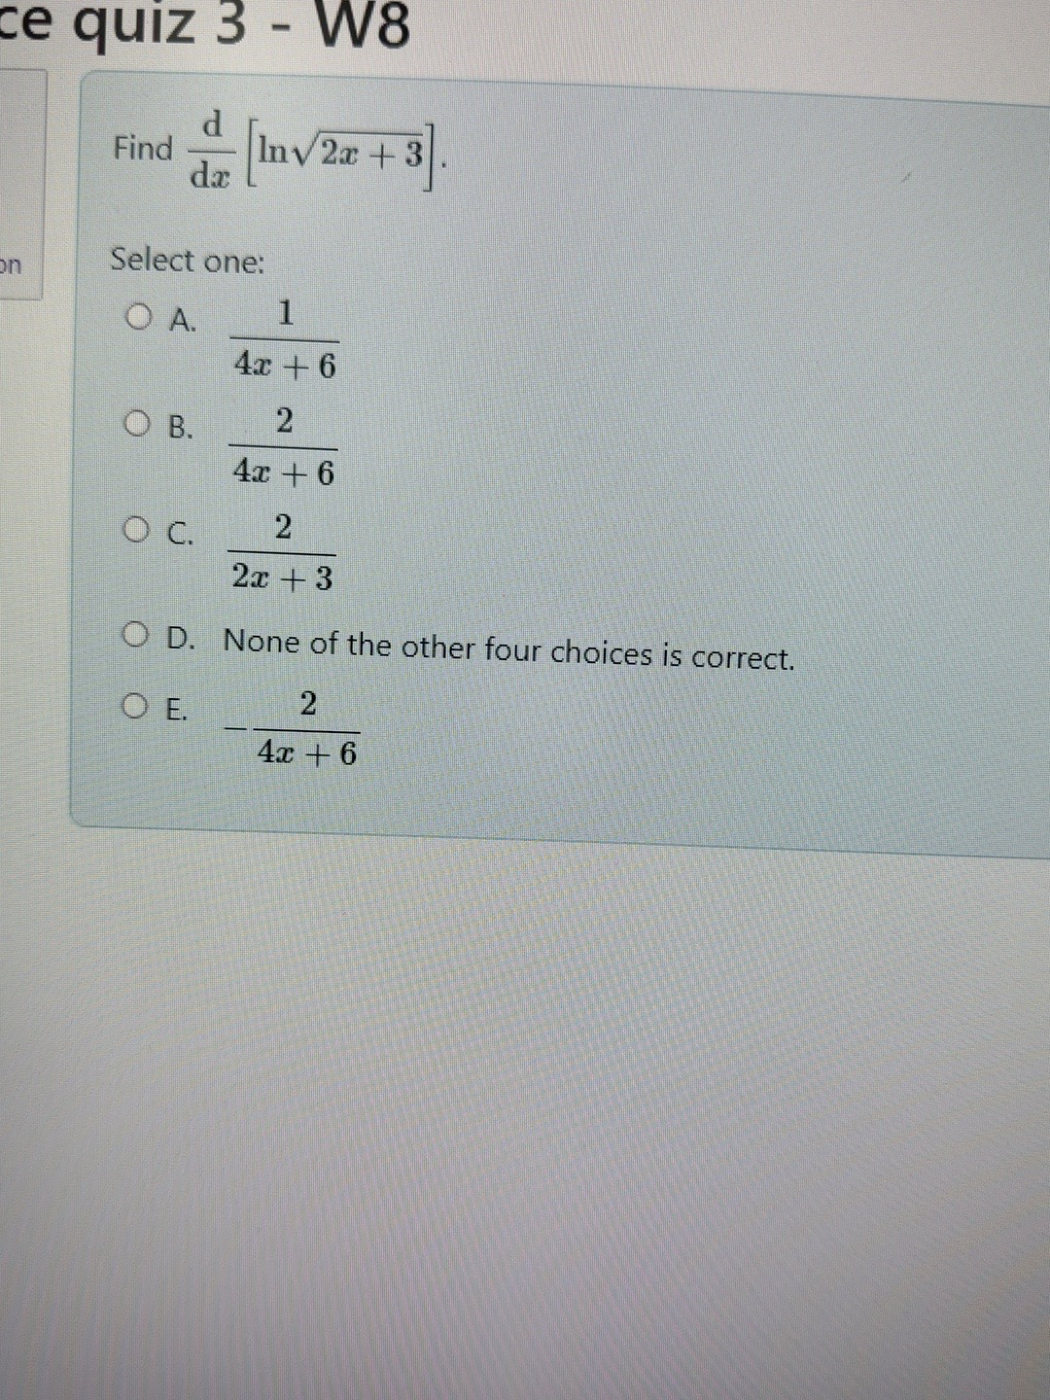 ce quiz 3 - W8
on
Find d/dx [ln√(2x + 3)].
Select one:
A. 1/(4x + 6)
B. 2/(4x + 6)
C. 2/(2x + 3)
D. None of the other four choices is correct.
E. −2/(4x + 6)